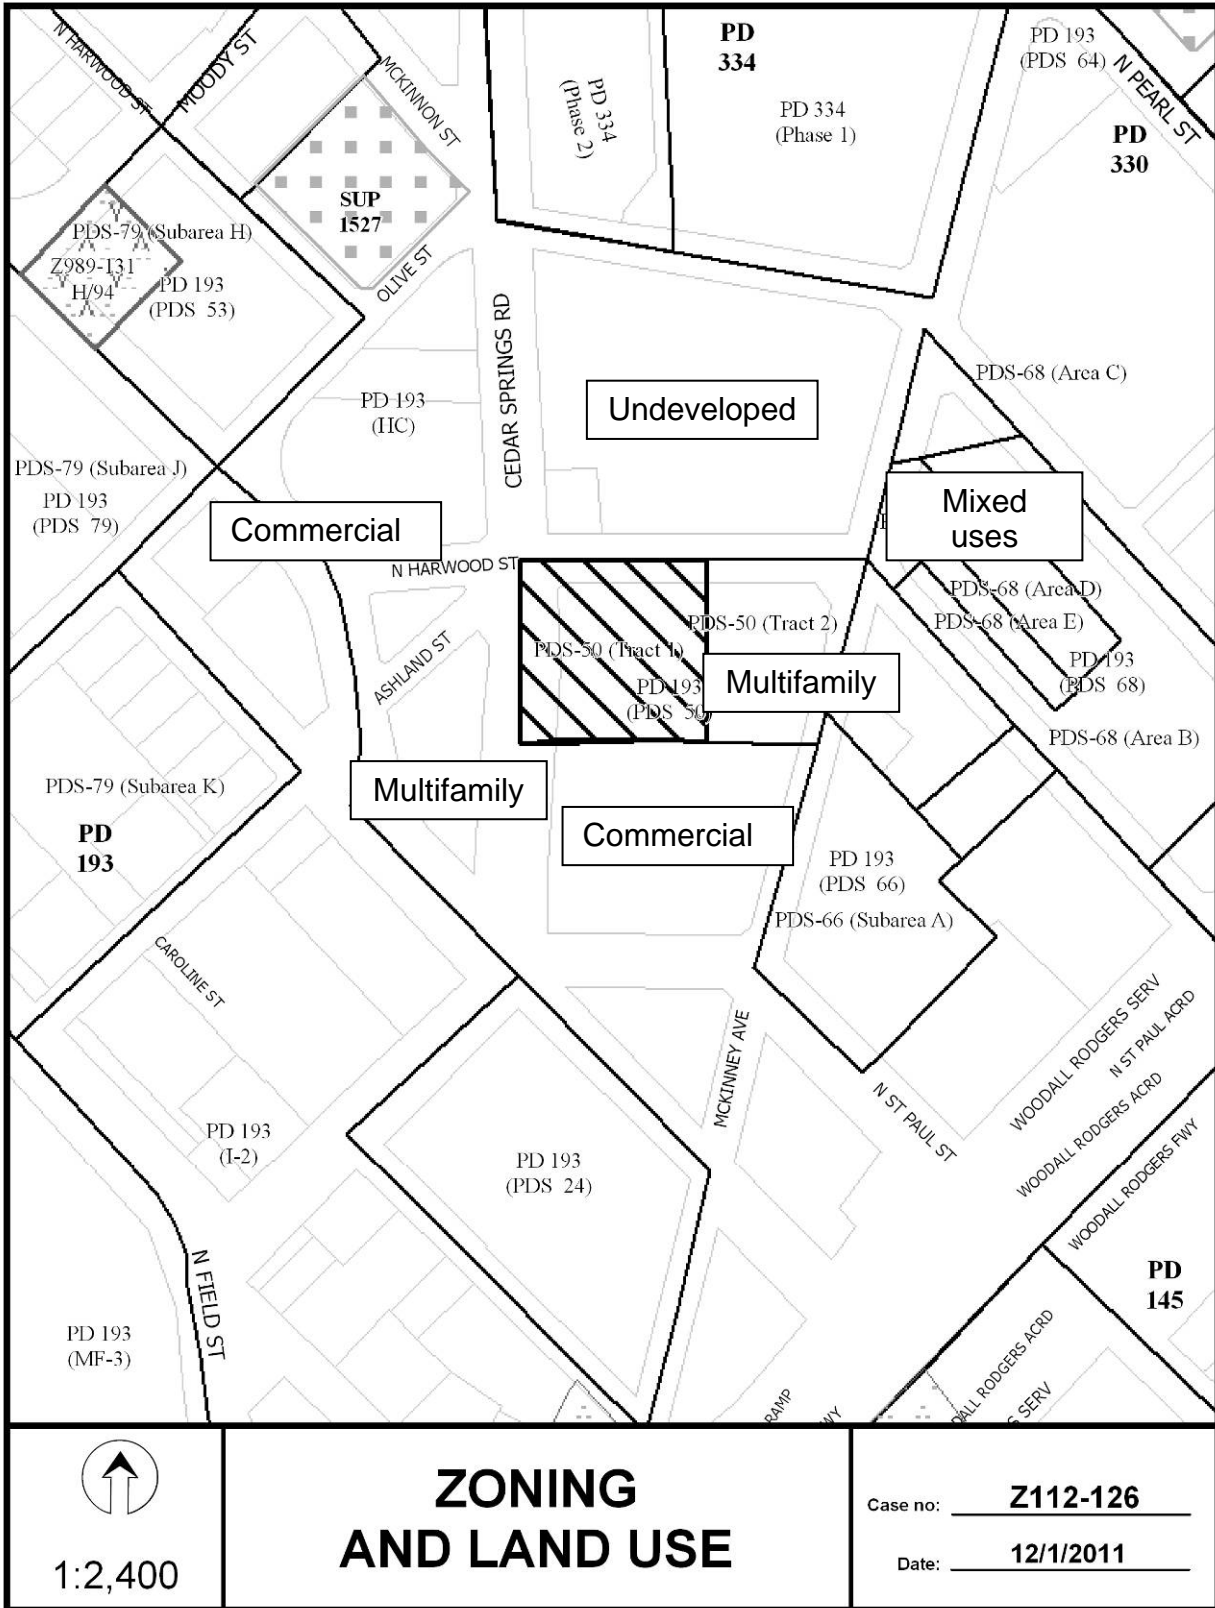 N HARWOOD ST
MOODY ST
MCKINNON ST
PD 334
(Phase 2)
PD
334
PD 334
(Phase 1)
PD 193
(PDS 64)
N PEARL ST
PD
330
SUP
1527
PDS-79 (Subarea H)
Z989-131
H/94
PD 193
(PDS 53)
OLIVE ST
CEDAR SPRINGS RD
PD 193
(HC)
Undeveloped
PDS-68 (Area C)
PDS-79 (Subarea J)
PD 193
(PDS 79)
Commercial
Mixed
uses
N HARWOOD ST
PDS-68 (Area D)
PDS-68 (Area E)
PDS-50 (Tract 2)
PDS-50 (Tract 1)
ASHLAND ST
PD 193
(PDS 50)
Multifamily
PD 193
(PDS 68)
PDS-68 (Area B)
PDS-79 (Subarea K)
PD
193
Multifamily
Commercial
PD 193
(PDS 66)
PDS-66 (Subarea A)
CAROLINE ST
MCKINNEY AVE
WOODALL RODGERS SERV
N ST PAUL ACRD
WOODALL RODGERS ACRD
WOODALL RODGERS FWY
N ST PAUL ST
PD 193
(I-2)
PD 193
(PDS 24)
N FIELD ST
PD
145
PD 193
(MF-3)
RAMP
WY
DALL RODGERS ACRD
S SERV
1:2,400
ZONING
AND LAND USE
Case no: Z112-126
Date: 12/1/2011